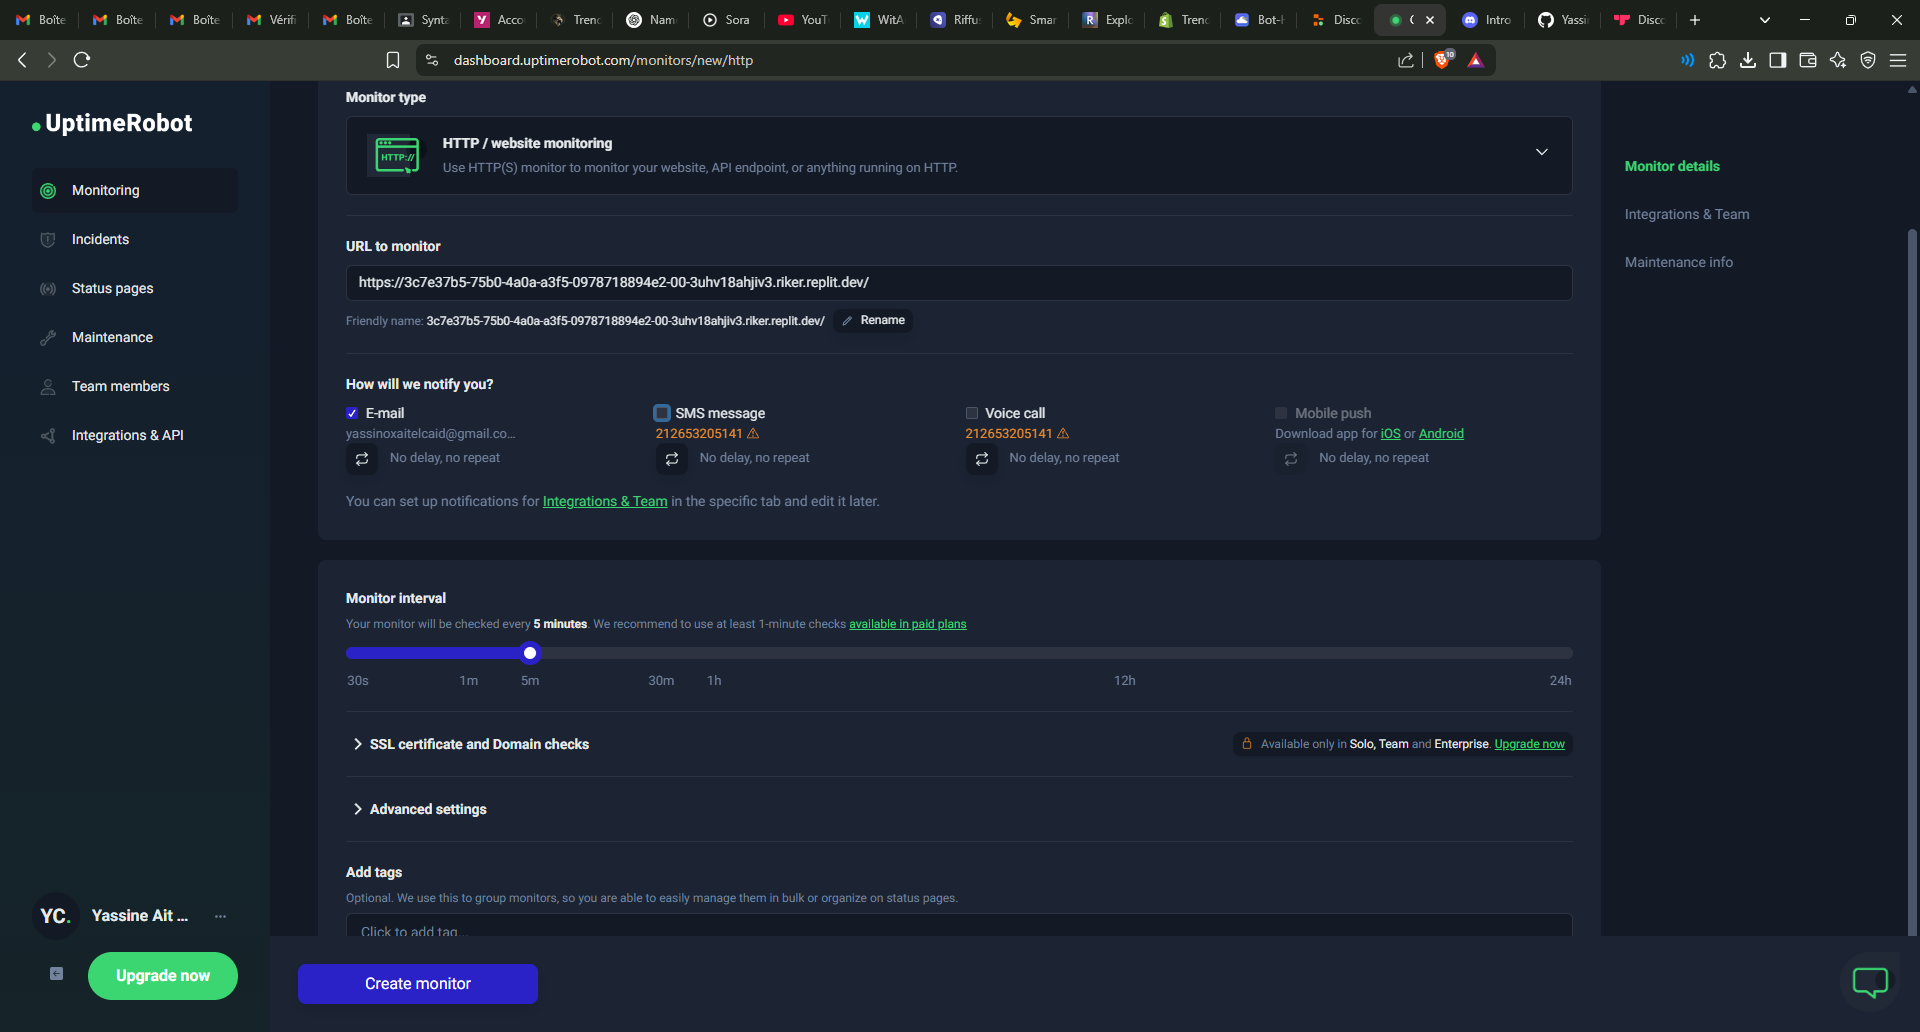 Boîte
Boîte
Boîte
Vérifi
Boîte
Synta
Acco
Trend
Nam
Sora
YouT
WitA
Riffus
Smar
Explo
Trend
Bot-H
Disco
Intro
Yassin
Disco
dashboard.uptimerobot.com/monitors/new/http
10
UptimeRobot
Monitoring
Incidents
Status pages
Maintenance
Team members
Integrations & API
YC.
Yassine Ait ...
Upgrade now
Monitor type
HTTP://
HTTP / website monitoring
Use HTTP(S) monitor to monitor your website, API endpoint, or anything running on HTTP.
URL to monitor
https://3c7e37b5-75b0-4a0a-a3f5-0978718894e2-00-3uhv18ahjiv3.riker.replit.dev/
Friendly name: 3c7e37b5-75b0-4a0a-a3f5-0978718894e2-00-3uhv18ahjiv3.riker.replit.dev/ Rename
How will we notify you?
E-mail
yassinoxaitelcaid@gmail.co...
No delay, no repeat
SMS message
212653205141
No delay, no repeat
Voice call
212653205141
No delay, no repeat
Mobile push
Download app for iOS or Android
No delay, no repeat
You can set up notifications for Integrations & Team in the specific tab and edit it later.
Monitor interval
Your monitor will be checked every 5 minutes. We recommend to use at least 1-minute checks available in paid plans
30s 1m 5m 30m 1h 12h 24h
SSL certificate and Domain checks
Available only in Solo, Team and Enterprise. Upgrade now
Advanced settings
Add tags
Optional. We use this to group monitors, so you are able to easily manage them in bulk or organize on status pages.
Click to add tag...
Create monitor
Monitor details
Integrations & Team
Maintenance info